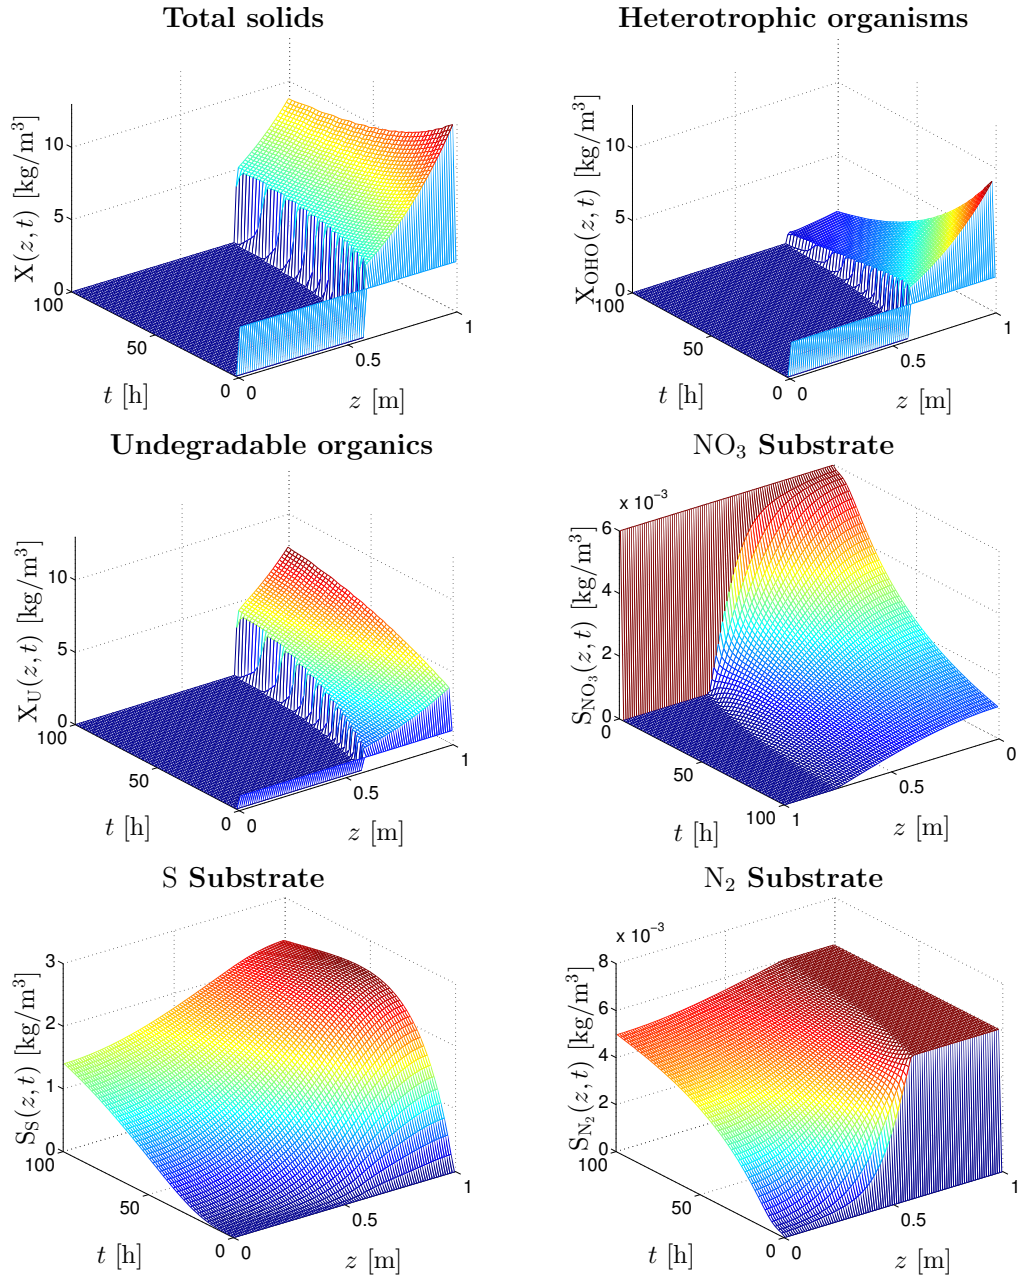 Total solids
X(z, t) [kg/m³]
10
5
0
100
50
0
t [h]
0
0.5
1
z [m]
Heterotrophic organisms
X_OHO(z, t) [kg/m³]
10
5
0
100
50
0
t [h]
0
0.5
1
z [m]
Undegradable organics
X_U(z, t) [kg/m³]
10
5
0
100
50
0
t [h]
0
0.5
1
z [m]
NO₃ Substrate
x 10⁻³
S_NO₃(z, t) [kg/m³]
6
4
2
0
0
50
100
t [h]
1
0.5
0
z [m]
S Substrate
S_S(z, t) [kg/m³]
3
2
1
0
100
50
0
t [h]
0
0.5
1
z [m]
N₂ Substrate
x 10⁻³
S_N₂(z, t) [kg/m³]
8
6
4
2
0
100
50
0
t [h]
0
0.5
1
z [m]